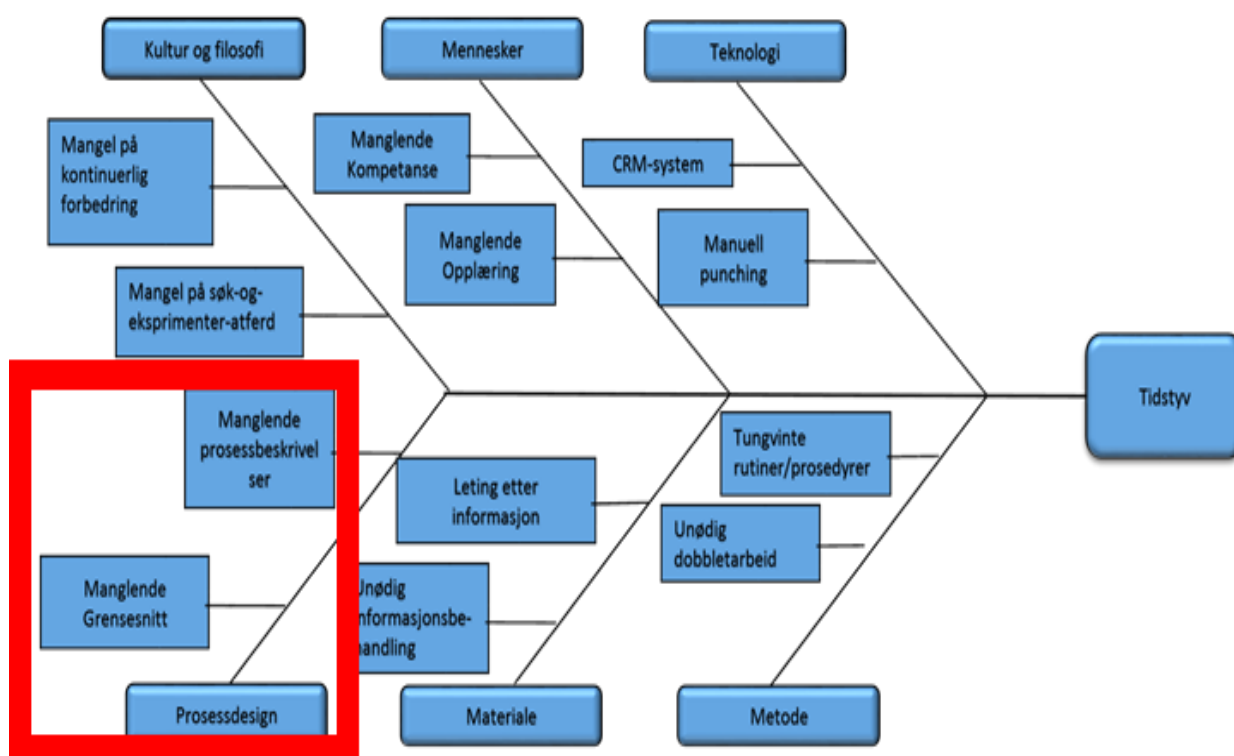 Kultur og filosofi
Mennesker
Teknologi
Mangel på
kontinuerlig
forbedring
Manglende
Kompetanse
CRM-system
Manglende
Opplæring
Manuell
punching
Mangel på søk-og-
eksprimenter-atferd
Tidstyv
Manglende
prosessbeskrivel
ser
Tungvinte
rutiner/prosedyrer
Leting etter
informasjon
Unødig
dobbletarbeid
Manglende
Grensesnitt
Unødig
informasjonsbe-
handling
Prosessdesign
Materiale
Metode